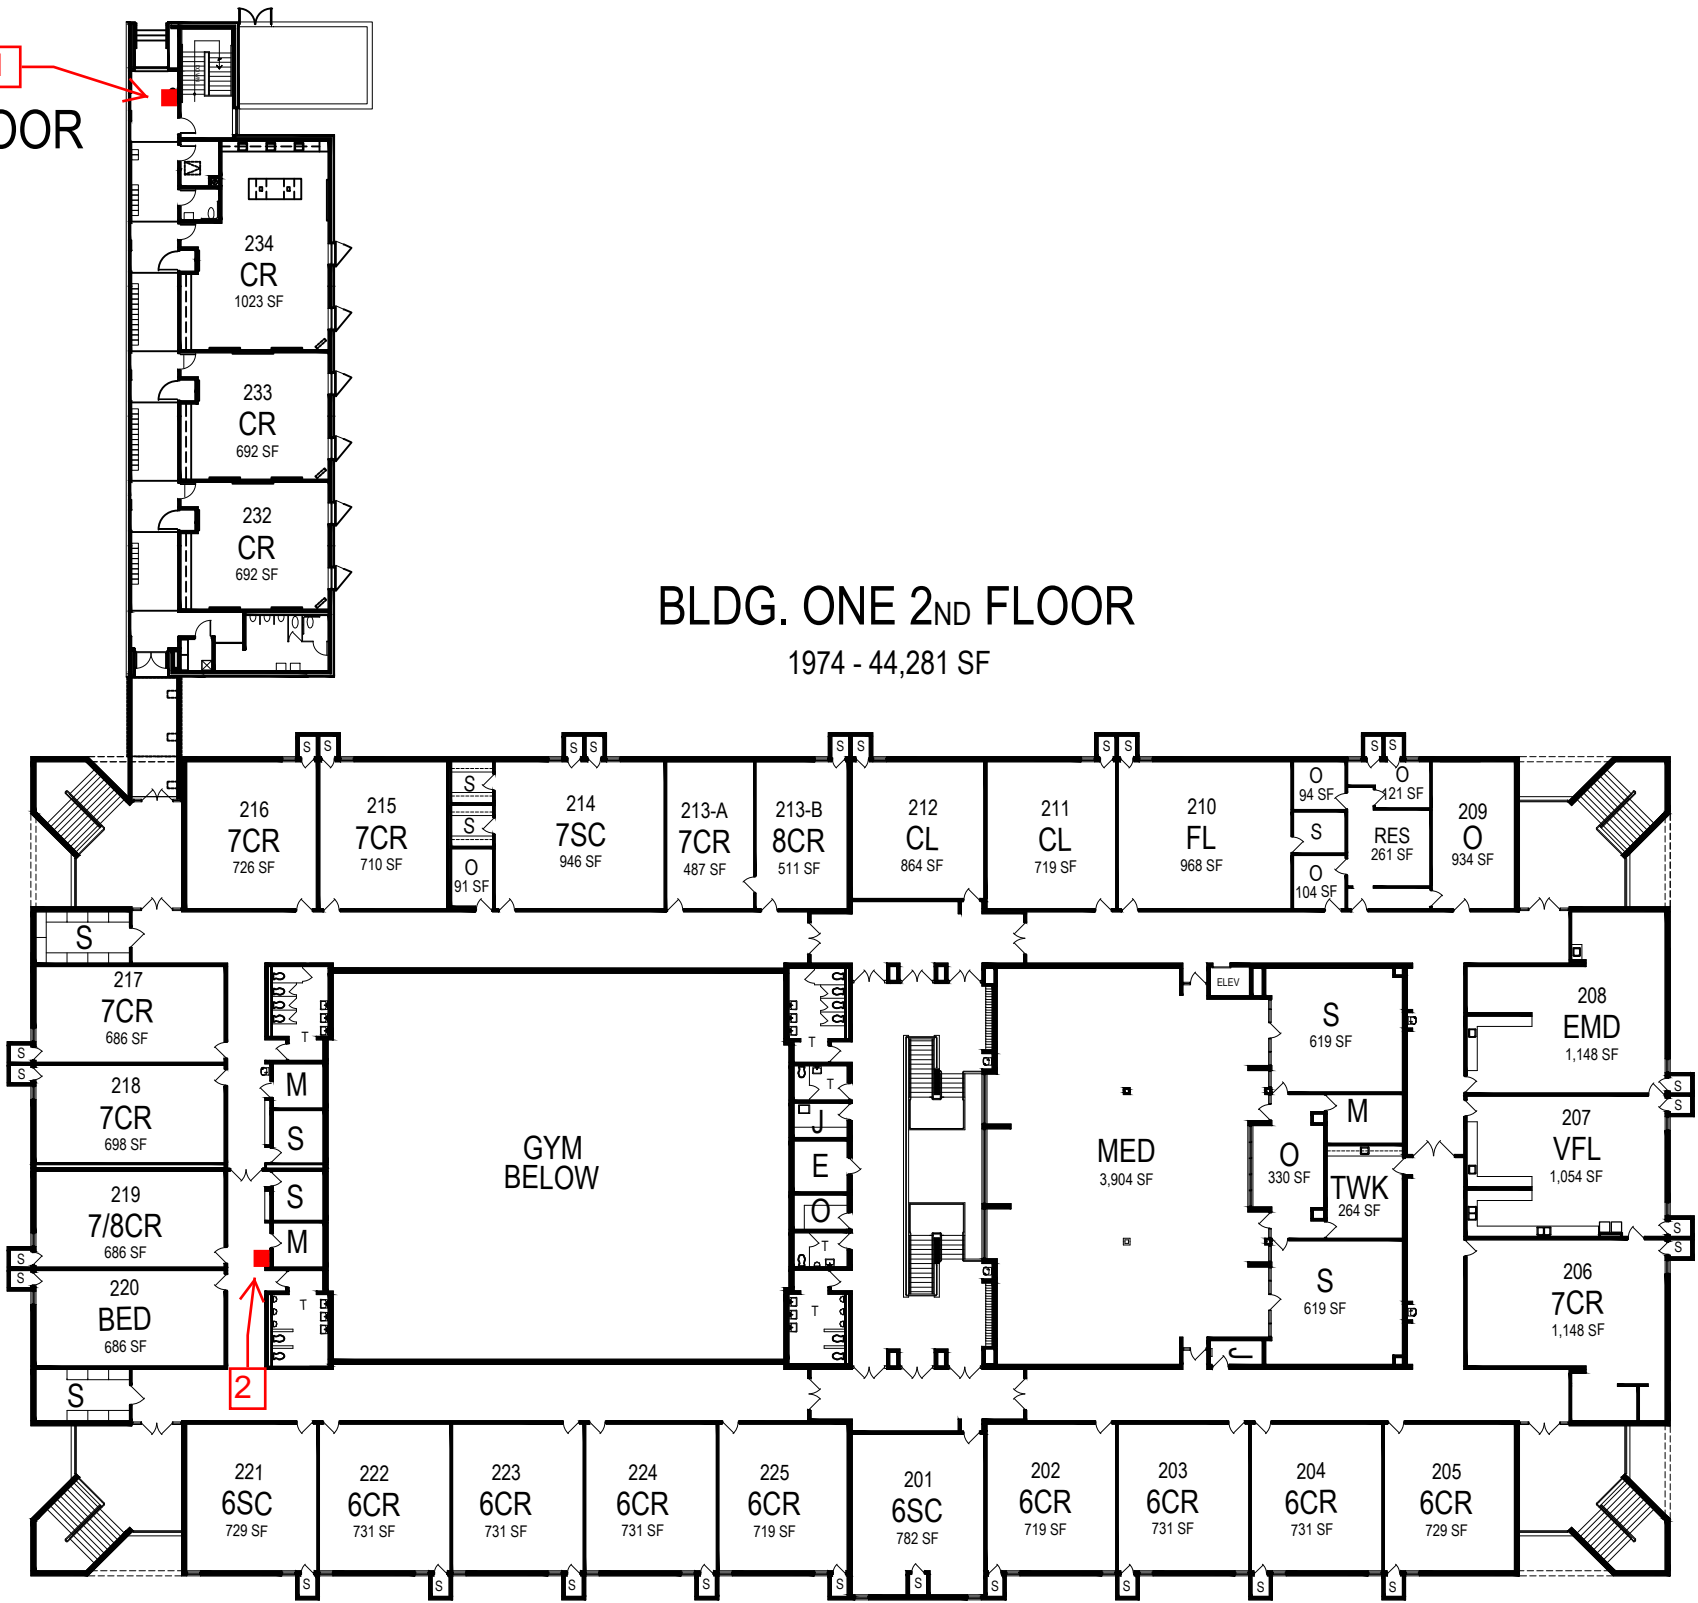 OOR
234
CR
1023 SF
233
CR
692 SF
232
CR
692 SF
BLDG. ONE 2ND FLOOR
1974 - 44,281 SF
S S S S S S S S S S
216
7CR
726 SF
215
7CR
710 SF
S
S
O
91 SF
214
7SC
946 SF
213-A
7CR
487 SF
213-B
8CR
511 SF
212
CL
864 SF
211
CL
719 SF
210
FL
968 SF
O
94 SF
S
O
104 SF
O
121 SF
RES
261 SF
209
O
934 SF
S
217
7CR
686 SF
S
S
218
7CR
698 SF
219
7/8CR
686 SF
S
S
220
BED
686 SF
S
T
M
S
S
M
T
2
GYM
BELOW
T
T
J
E
O
T
T
MED
3,904 SF
ELEV
S
619 SF
M
O
330 SF
TWK
264 SF
S
619 SF
J
208
EMD
1,148 SF
S
S
207
VFL
1,054 SF
S
S
206
7CR
1,148 SF
221
6SC
729 SF
222
6CR
731 SF
223
6CR
731 SF
224
6CR
731 SF
225
6CR
719 SF
201
6SC
782 SF
202
6CR
719 SF
203
6CR
731 SF
204
6CR
731 SF
205
6CR
729 SF
S S S S S S S S S S